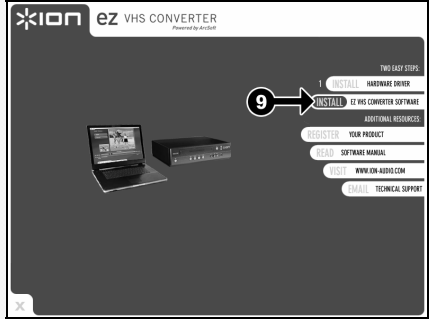 ION ez VHS CONVERTER
Powered by ArcSoft
TWO EASY STEPS:
1 INSTALL HARDWARE DRIVER
9 INSTALL EZ VHS CONVERTER SOFTWARE
ADDITIONAL RESOURCES:
REGISTER YOUR PRODUCT
READ SOFTWARE MANUAL
VISIT WWW.ION-AUDIO.COM
EMAIL TECHNICAL SUPPORT
X